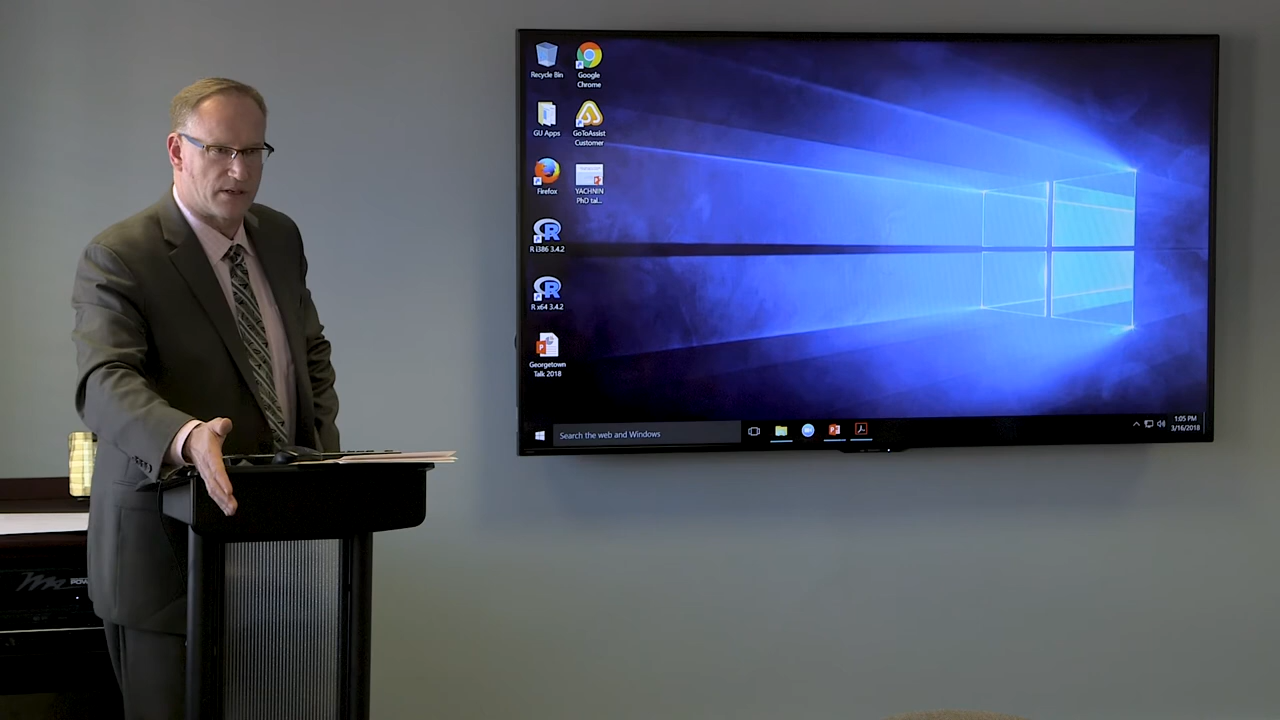 Recycle Bin
Google
Chrome
GU Apps
GoToAssist
Customer
Firefox
YACHNIN
PhD tal...
R i386 3.4.2
R x64 3.4.2
Georgetown
Talk 2018
Search the web and Windows
1:05 PM
3/16/2018